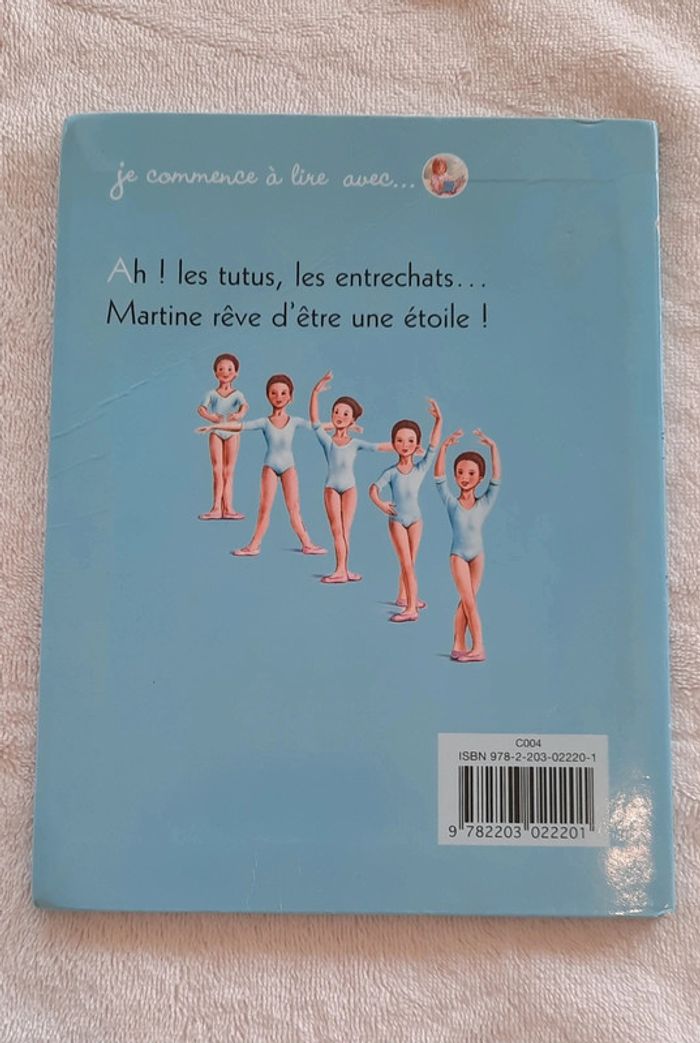 je commence à lire avec...
Ah ! les tutus, les entrechats...
Martine rêve d'être une étoile !
C004
ISBN 978-2-203-02220-1
9 782203 022201